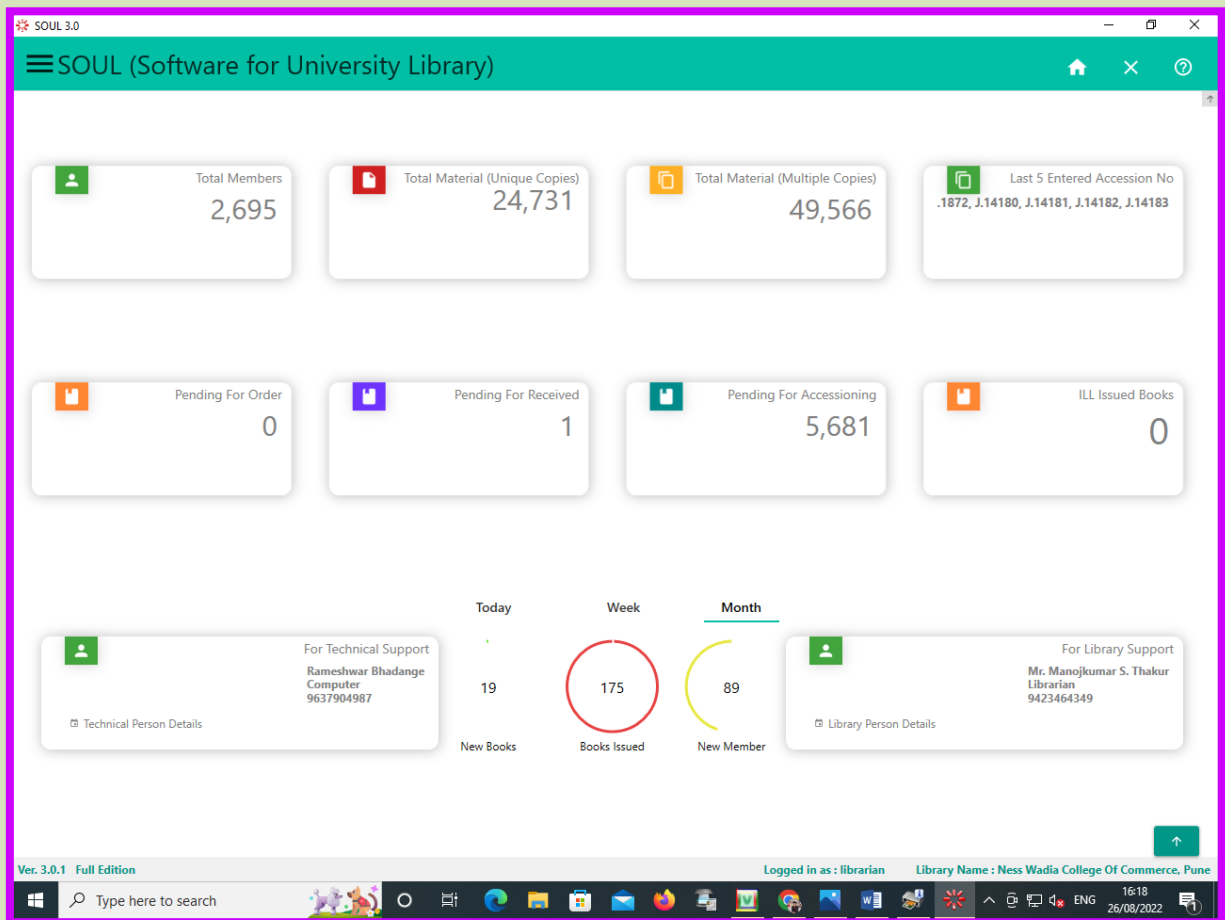 SOUL 3.0
SOUL (Software for University Library)
Total Members
2,695
Total Material (Unique Copies)
24,731
Total Material (Multiple Copies)
49,566
Last 5 Entered Accession No
.1872, J.14180, J.14181, J.14182, J.14183
Pending For Order
0
Pending For Received
1
Pending For Accessioning
5,681
ILL Issued Books
0
Today Week Month
For Technical Support
Rameshwar Bhadange
Computer
9637904987
Technical Person Details
19
New Books
175
Books Issued
89
New Member
For Library Support
Mr. Manojkumar S. Thakur
Librarian
9423464349
Library Person Details
Ver. 3.0.1 Full Edition Logged in as : librarian Library Name : Ness Wadia College Of Commerce, Pune
Type here to search
ENG
16:18
26/08/2022
1